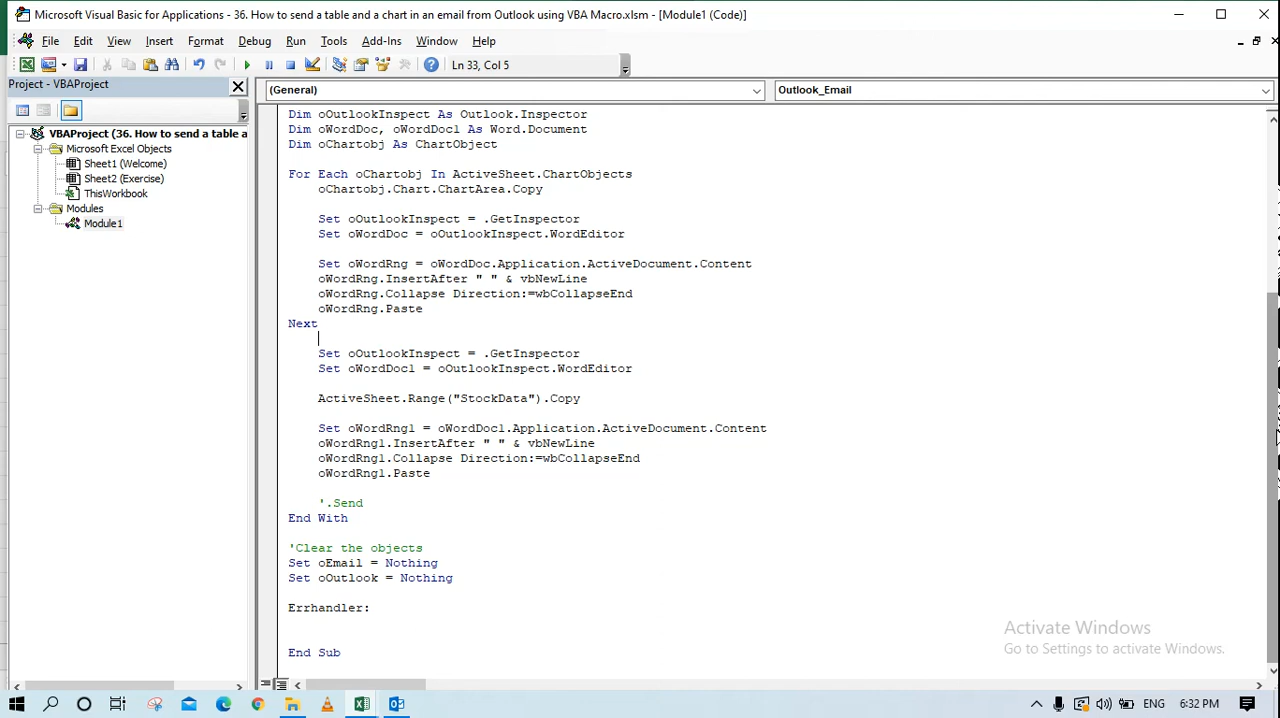 Microsoft Visual Basic for Applications - 36. How to send a table and a chart in an email from Outlook using VBA Macro.xlsm - [Module1 (Code)]
File Edit View Insert Format Debug Run Tools Add-Ins Window Help
Ln 33, Col 5
Project - VBAProject
(General)
Outlook_Email
VBAProject (36. How to send a table a
Microsoft Excel Objects
Sheet1 (Welcome)
Sheet2 (Exercise)
ThisWorkbook
Modules
Module1
Dim oOutlookInspect As Outlook.Inspector
Dim oWordDoc, oWordDoc1 As Word.Document
Dim oChartobj As ChartObject
For Each oChartobj In ActiveSheet.ChartObjects
oChartobj.Chart.ChartArea.Copy
Set oOutlookInspect = .GetInspector
Set oWordDoc = oOutlookInspect.WordEditor
Set oWordRng = oWordDoc.Application.ActiveDocument.Content
oWordRng.InsertAfter " " & vbNewLine
oWordRng.Collapse Direction:=wbCollapseEnd
oWordRng.Paste
Next
Set oOutlookInspect = .GetInspector
Set oWordDoc1 = oOutlookInspect.WordEditor
ActiveSheet.Range("StockData").Copy
Set oWordRng1 = oWordDoc1.Application.ActiveDocument.Content
oWordRng1.InsertAfter " " & vbNewLine
oWordRng1.Collapse Direction:=wbCollapseEnd
oWordRng1.Paste
'.Send
End With
'Clear the objects
Set oEmail = Nothing
Set oOutlook = Nothing
Errhandler:
End Sub
Activate Windows
Go to Settings to activate Windows.
ENG 6:32 PM